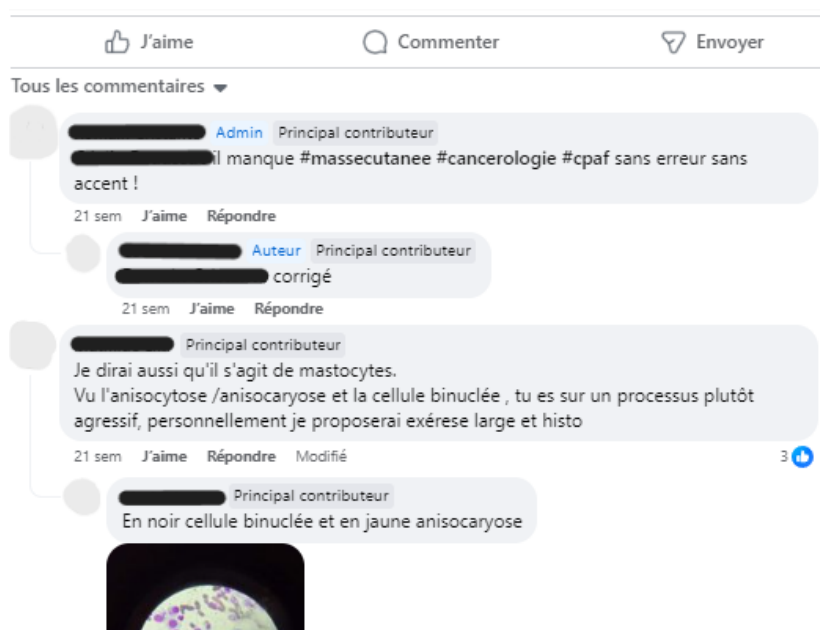 J'aime Commenter Envoyer
Tous les commentaires
Admin Principal contributeur
il manque #massecutanee #cancerologie #cpaf sans erreur sans
accent !
21 sem J'aime Répondre
Auteur Principal contributeur
corrigé
21 sem J'aime Répondre
Principal contributeur
Je dirai aussi qu'il s'agit de mastocytes.
Vu l'anisocytose /anisocaryose et la cellule binuclée , tu es sur un processus plutôt
agressif, personnellement je proposerai exérese large et histo
21 sem J'aime Répondre Modifié 3
Principal contributeur
En noir cellule binuclée et en jaune anisocaryose